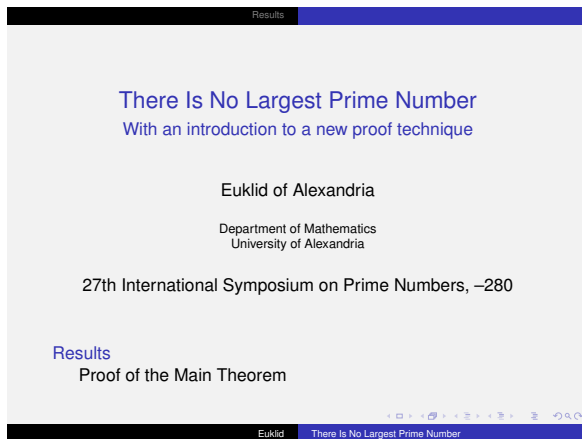 Results
There Is No Largest Prime Number
With an introduction to a new proof technique
Euklid of Alexandria
Department of Mathematics
University of Alexandria
27th International Symposium on Prime Numbers, –280
Results
Proof of the Main Theorem
Euklid There Is No Largest Prime Number